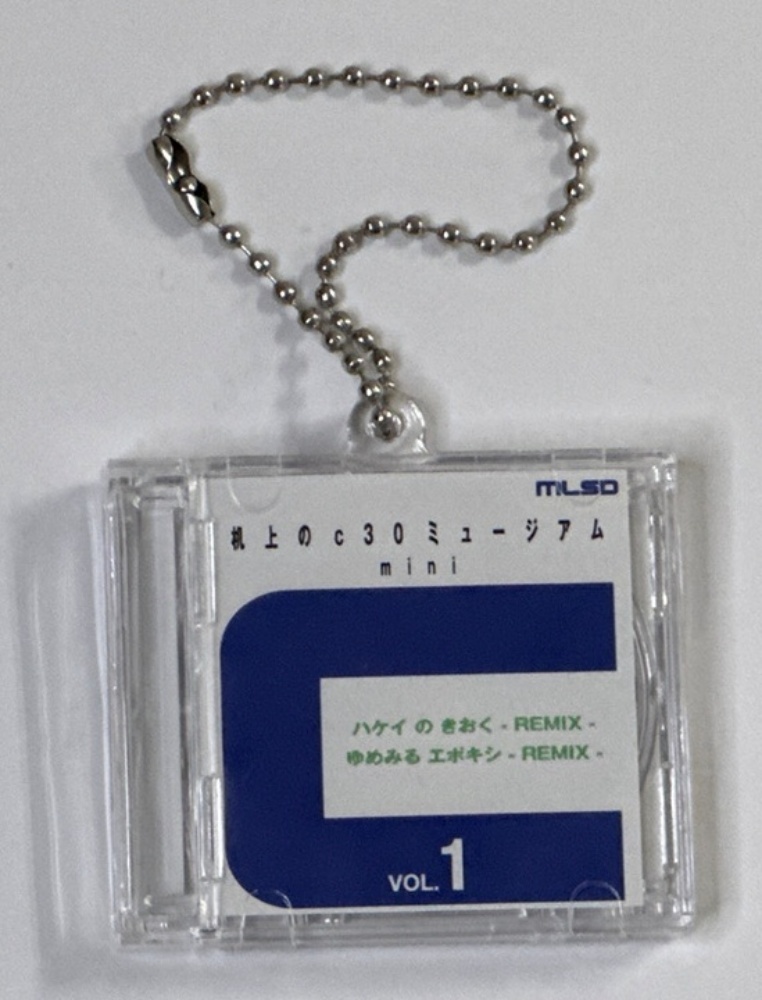 MLSD
机上のc30ミュージアム
mini
ハケイ の きおく - REMIX -
ゆめみる エポキシ - REMIX -
VOL.1